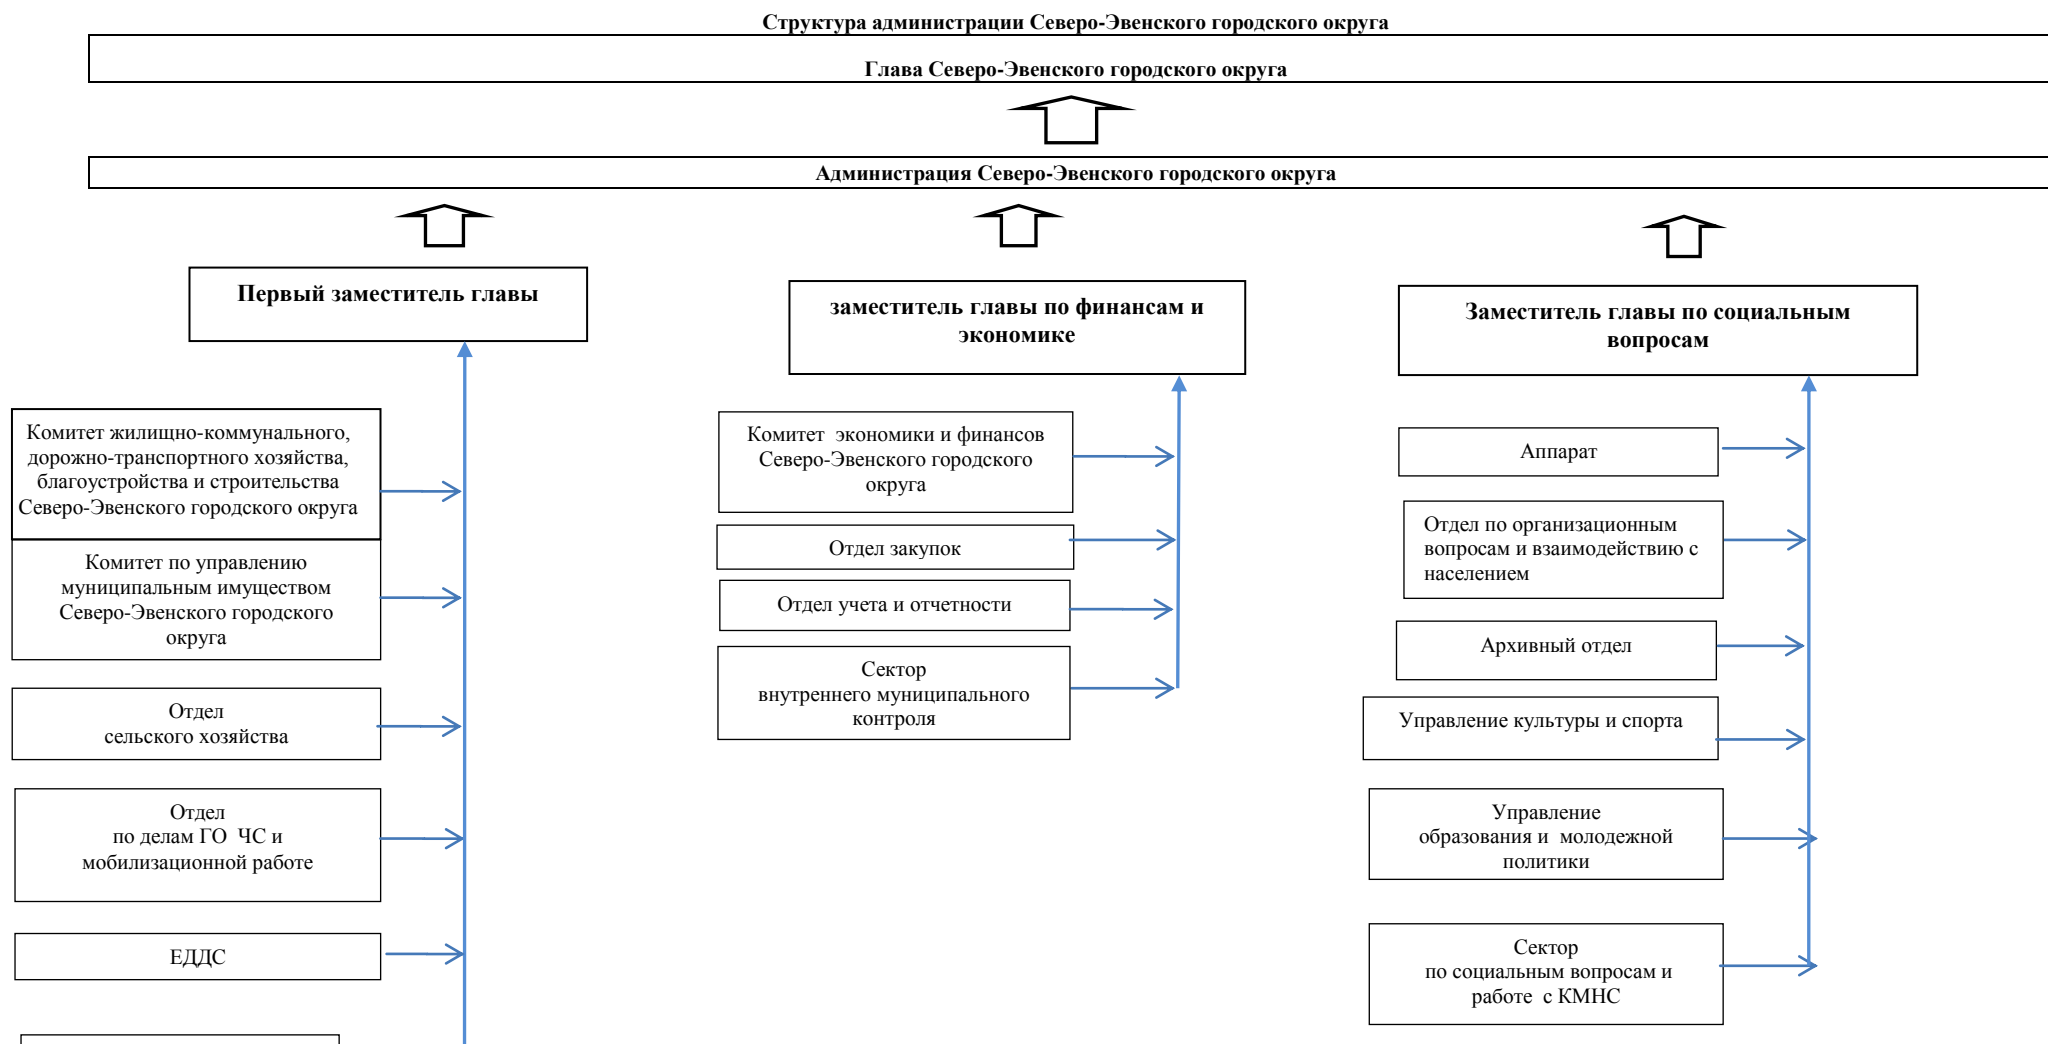 Структура администрации Северо-Эвенского городского округа
Глава Северо-Эвенского городского округа
Администрация Северо-Эвенского городского округа
Первый заместитель главы
Комитет жилищно-коммунального,
дорожно-транспортного хозяйства,
благоустройства и строительства
Северо-Эвенского городского округа
Комитет по управлению
муниципальным имуществом
Северо-Эвенского городского
округа
Отдел
сельского хозяйства
Отдел
по делам ГО ЧС и
мобилизационной работе
ЕДДС
заместитель главы по финансам и
экономике
Комитет экономики и финансов
Северо-Эвенского городского
округа
Отдел закупок
Отдел учета и отчетности
Сектор
внутреннего муниципального
контроля
Заместитель главы по социальным
вопросам
Аппарат
Отдел по организационным
вопросам и взаимодействию с
населением
Архивный отдел
Управление культуры и спорта
Управление
образования и молодежной
политики
Сектор
по социальным вопросам и
работе с КМНС